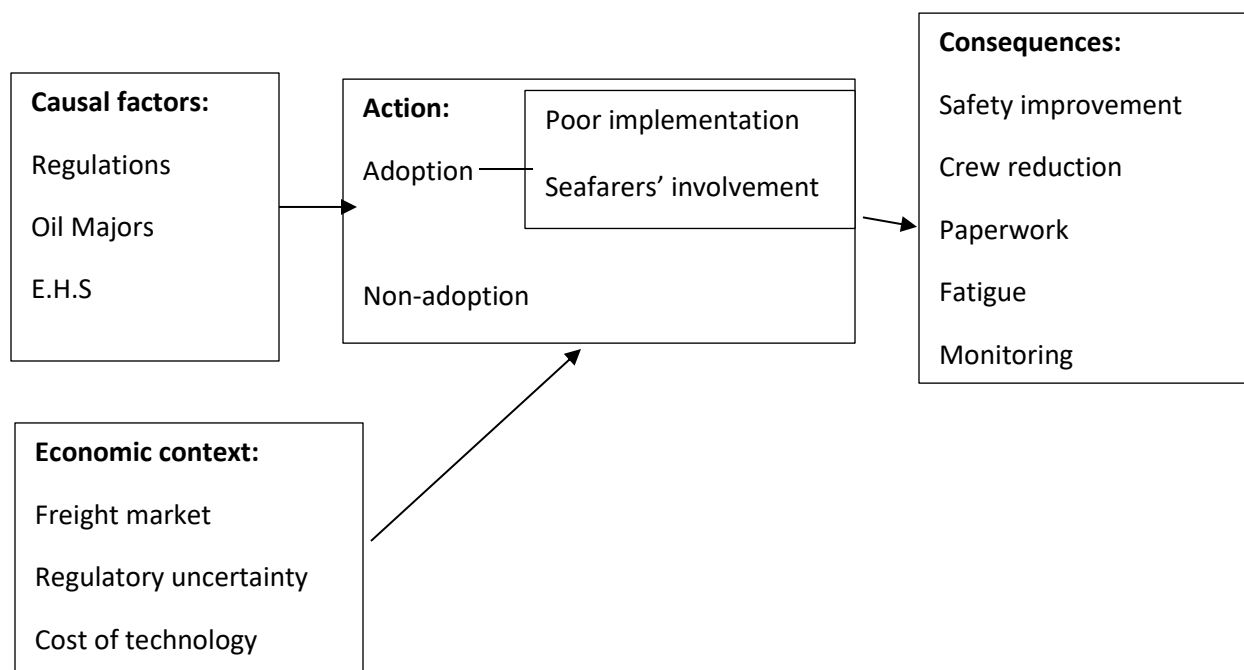 Causal factors:
Regulations
Oil Majors
E.H.S
Action:
Adoption
Poor implementation
Seafarers’ involvement
Non-adoption
Consequences:
Safety improvement
Crew reduction
Paperwork
Fatigue
Monitoring
Economic context:
Freight market
Regulatory uncertainty
Cost of technology